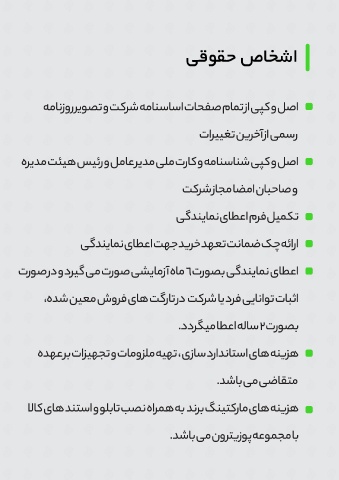 اشخاص حقوقی
اصل و کپی از تمام صفحات اساسنامه شرکت و تصویر روزنامه
رسمی از آخرین تغییرات
اصل و کپی شناسنامه و کارت ملی مدیرعامل و رئیس هیئت مدیره
و صاحبان امضا مجاز شرکت
تکمیل فرم اعطای نمایندگی
ارائه چک ضمانت تعهد خرید جهت اعطای نمایندگی
اعطای نمایندگی بصورت ٦ ماه آزمایشی صورت می گیرد و در صورت
اثبات توانایی فرد یا شرکت در تارگت های فروش معین شده،
بصورت ۲ ساله اعطا میگردد.
هزینه های استاندارد سازی ، تهیه ملزومات و تجهیزات بر عهده
متقاضی می باشد.
هزینه های مارکتینگ برند به همراه نصب تابلو و استند های کالا
با مجموعه پوزیترون می باشد.